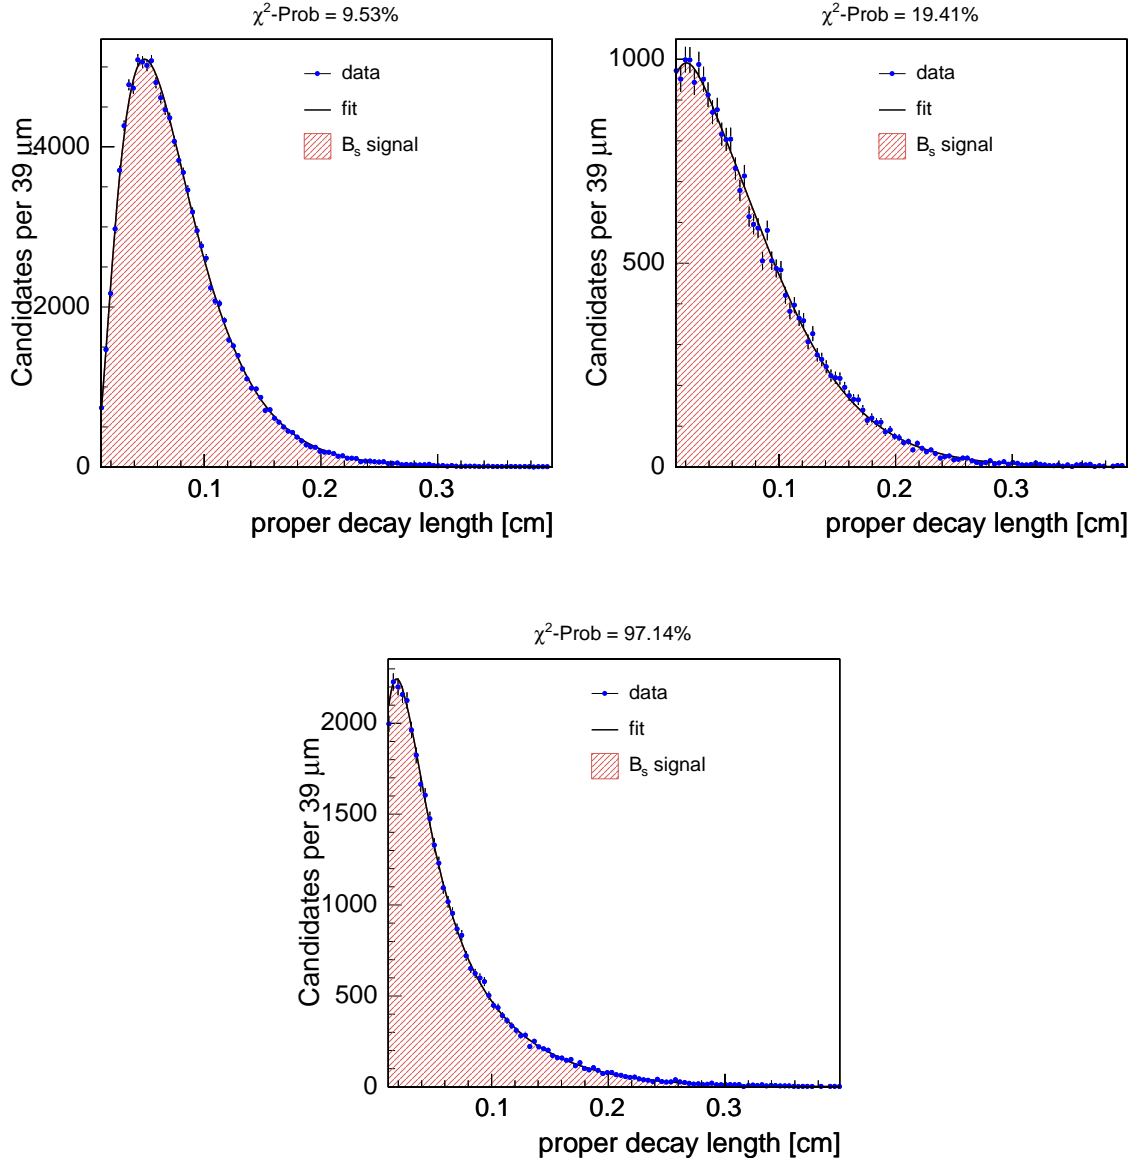 χ²-Prob = 9.53%
data
fit
Bₛ signal
4000
2000
0
0.1
0.2
0.3
Candidates per 39 μm
proper decay length [cm]
χ²-Prob = 19.41%
data
fit
Bₛ signal
1000
500
0
0.1
0.2
0.3
Candidates per 39 μm
proper decay length [cm]
χ²-Prob = 97.14%
data
fit
Bₛ signal
2000
1500
1000
500
0
0.1
0.2
0.3
Candidates per 39 μm
proper decay length [cm]